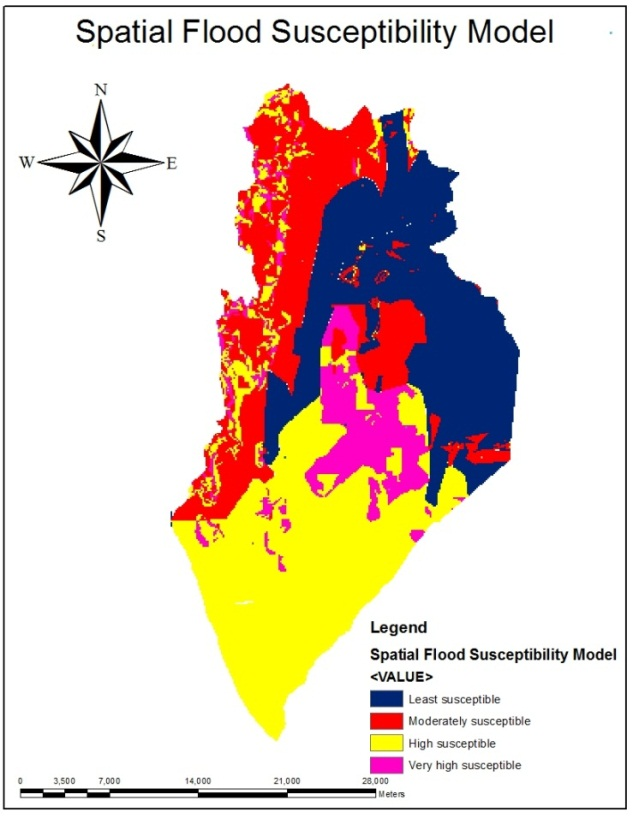 Spatial Flood Susceptibility Model
N
W
E
S
Legend
Spatial Flood Susceptibility Model
<VALUE>
Least susceptible
Moderately susceptible
High susceptible
Very high susceptible
0 3,500 7,000 14,000 21,000 28,000
Meters